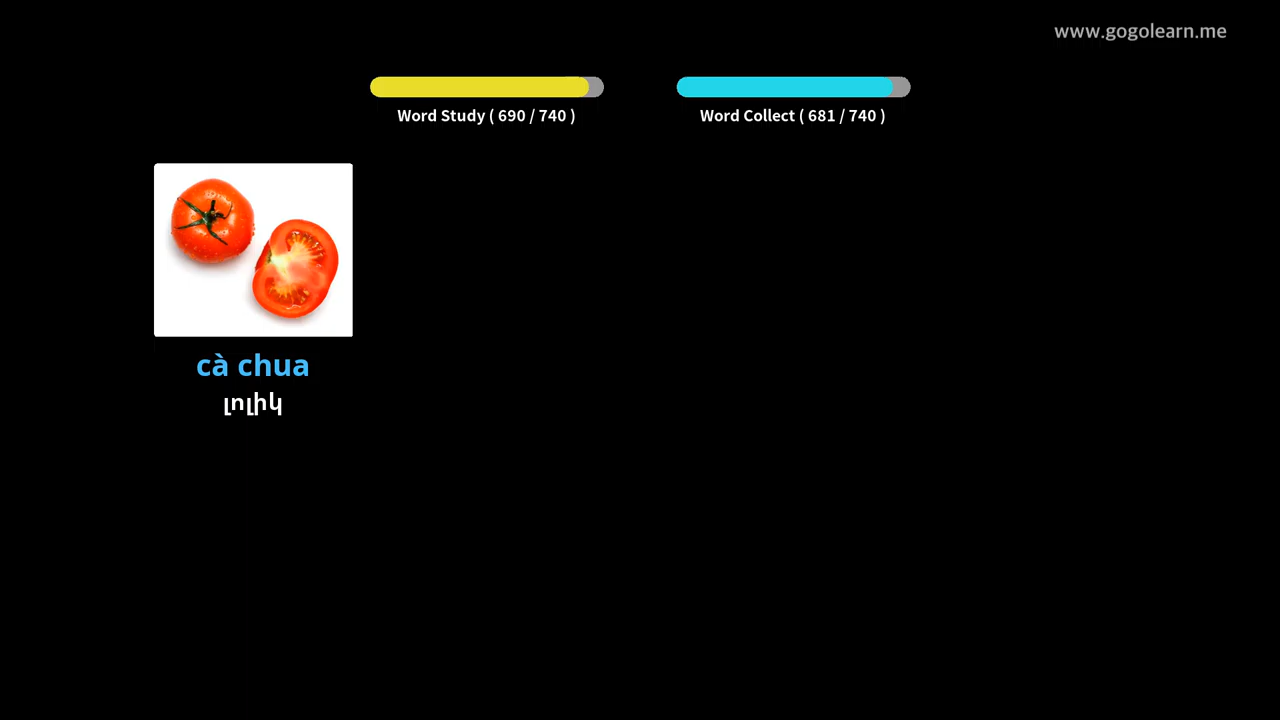 www.gogolearn.me
Word Study ( 690 / 740 )
Word Collect ( 681 / 740 )
cà chua
լոլիկ